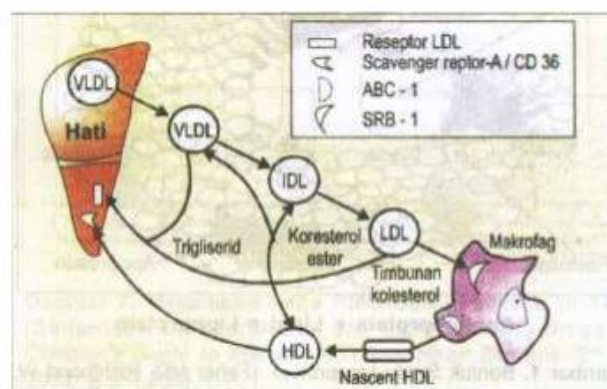 Reseptor LDL
Scavenger reptor-A / CD 36
ABC - 1
SRB - 1
VLDL
Hati
VLDL
IDL
Trigliserid
Koresterol
ester
LDL
Makrofag
Timbunan
kolesterol
HDL
Nascent HDL